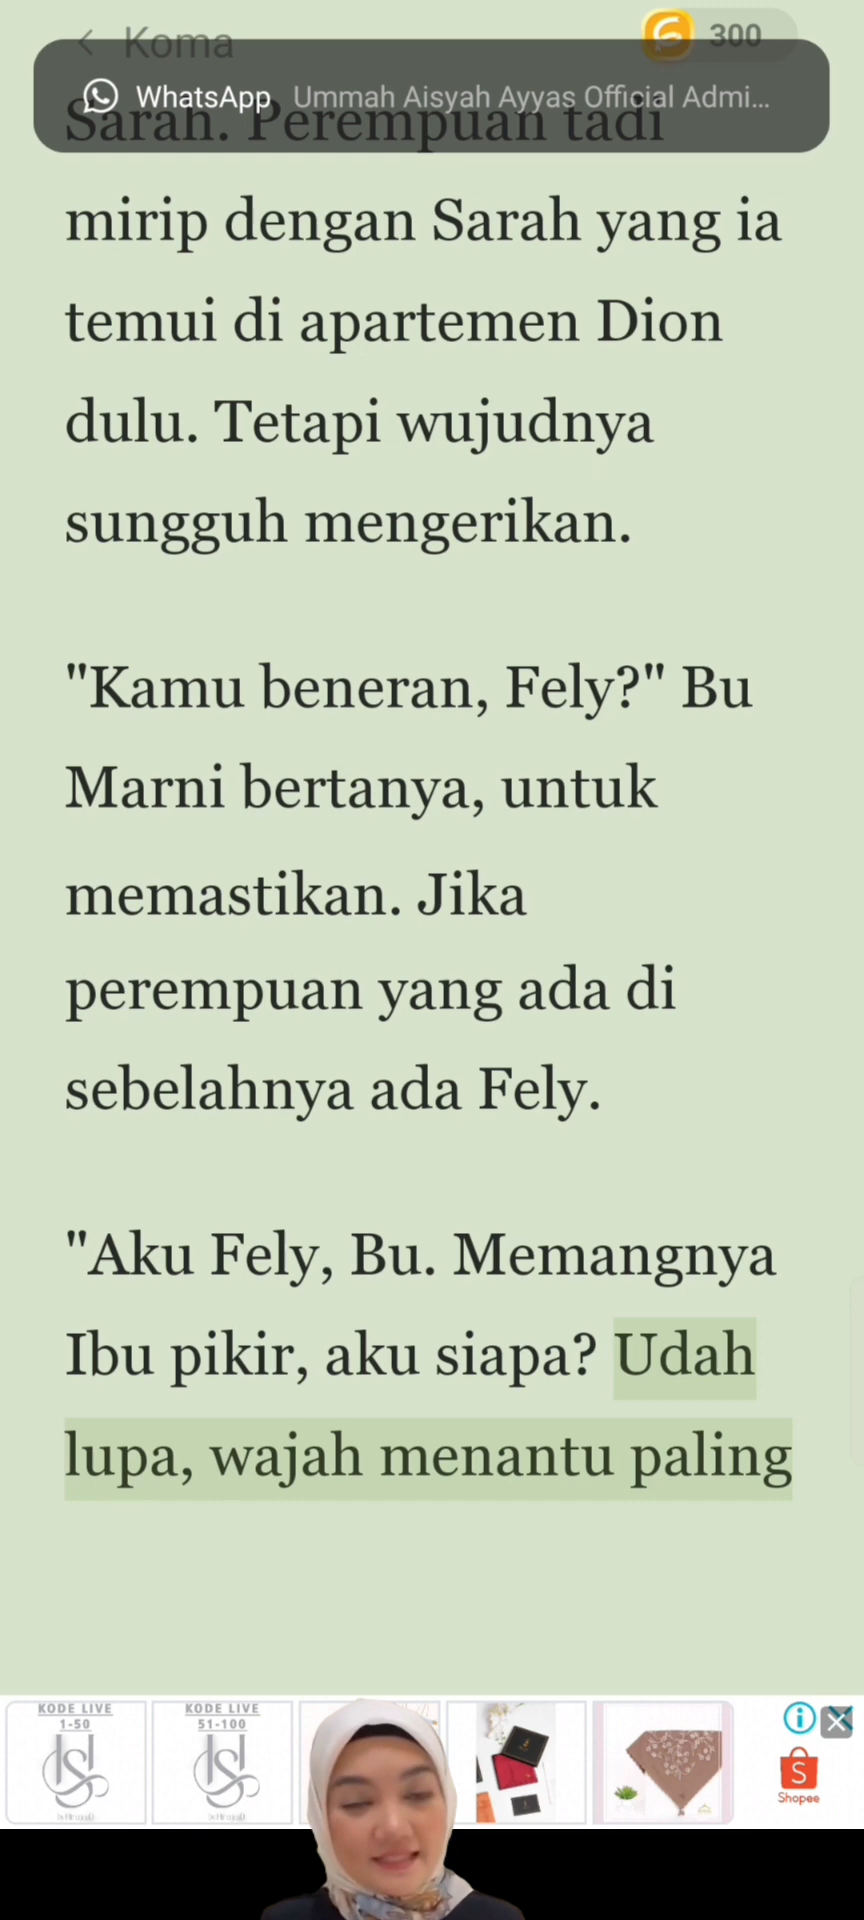 Koma
300
WhatsApp Ummah Aisyah Ayyas Official Admi...
Sarah. Perempuan tadi
mirip dengan Sarah yang ia
temui di apartemen Dion
dulu. Tetapi wujudnya
sungguh mengerikan.
"Kamu beneran, Fely?" Bu
Marni bertanya, untuk
memastikan. Jika
perempuan yang ada di
sebelahnya ada Fely.
"Aku Fely, Bu. Memangnya
Ibu pikir, aku siapa? Udah
lupa, wajah menantu paling
KODE LIVE
1-50
KODE LIVE
51-100
Shopee